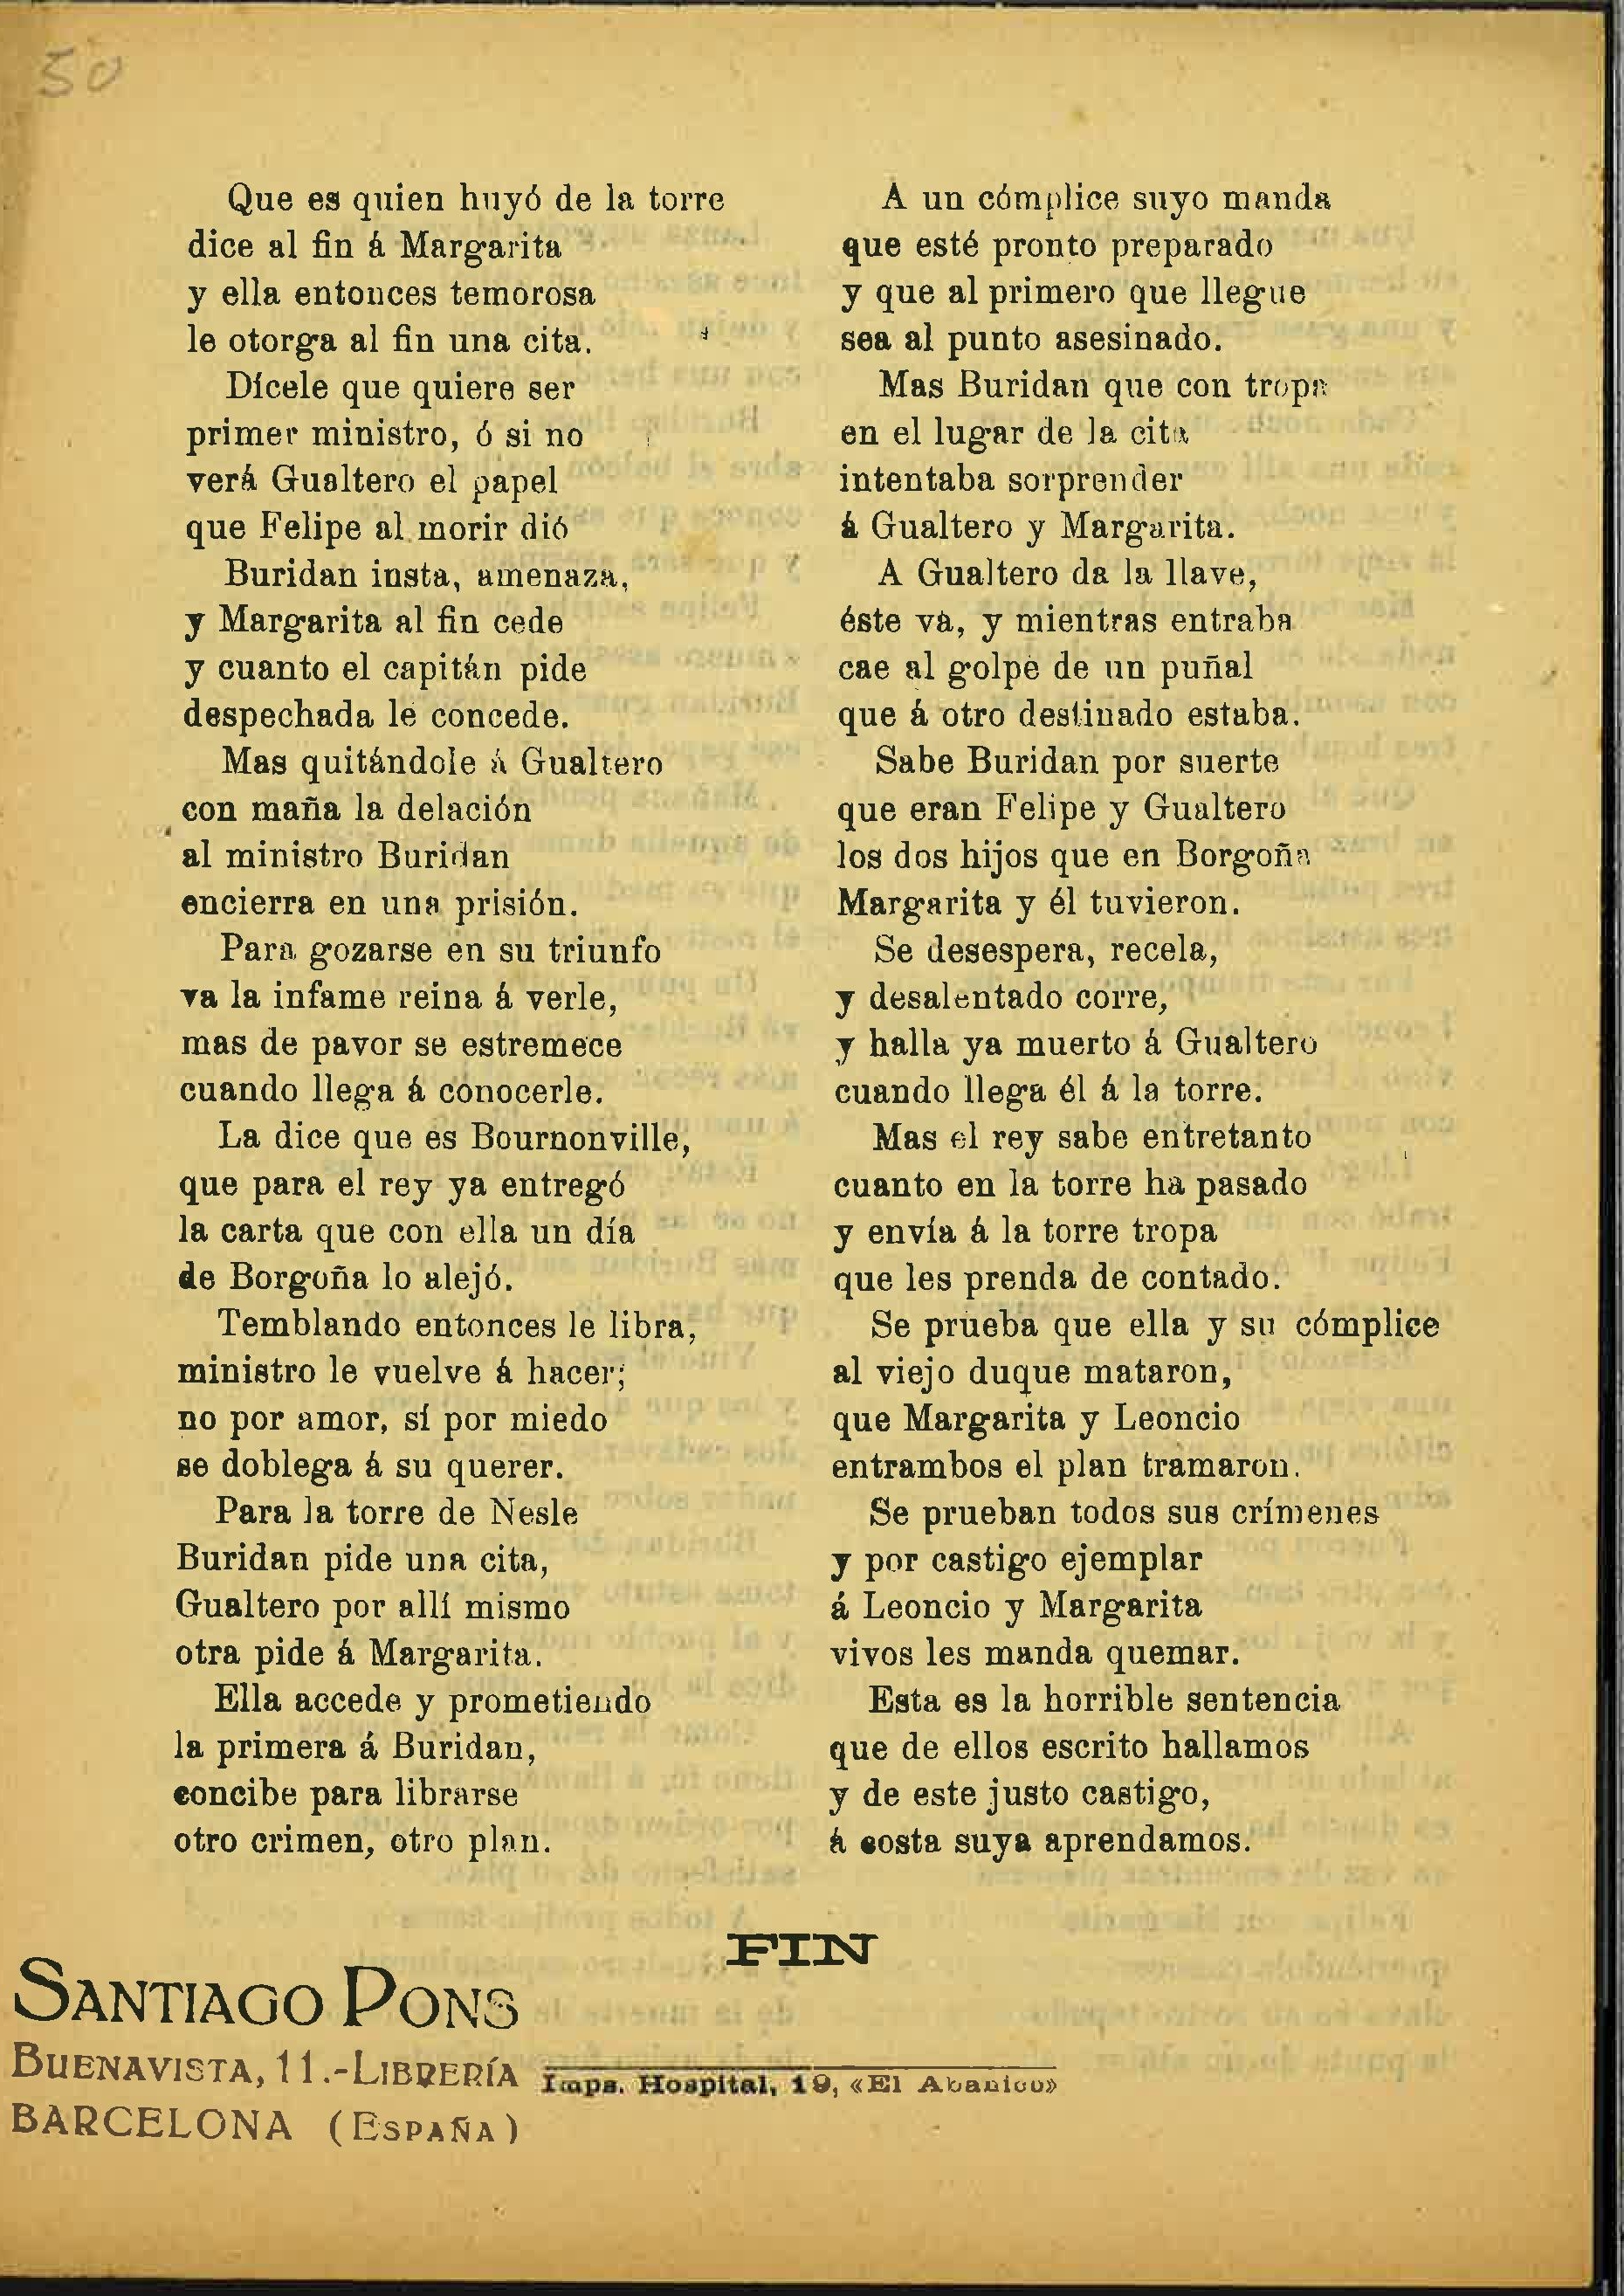 50
Que es quien huyó de la torre
dice al fin á Margarita
y ella entonces temorosa
le otorga al fin una cita.
Dícele que quiere ser
primer ministro, ó si no
verá Gualtero el papel
que Felipe al morir dió
Buridan insta, amenaza,
y Margarita al fin cede
y cuanto el capitán pide
despechada le concede.
Mas quitándole á Gualtero
con maña la delación
al ministro Buridan
encierra en una prisión.
Para gozarse en su triunfo
va la infame reina á verle,
mas de pavor se estremece
cuando llega á conocerle.
La dice que es Bournonville,
que para el rey ya entregó
la carta que con ella un día
de Borgoña lo alejó.
Temblando entonces le libra,
ministro le vuelve á hacer;
no por amor, sí por miedo
se doblega á su querer.
Para la torre de Nesle
Buridan pide una cita,
Gualtero por allí mismo
otra pide á Margarita.
Ella accede y prometiendo
la primera á Buridan,
concibe para librarse
otro crimen, otro plan.
A un cómplice suyo manda
que esté pronto preparado
y que al primero que llegue
sea al punto asesinado.
Mas Buridan que con tropa
en el lugar de la cita
intentaba sorprender
á Gualtero y Margarita.
A Gualtero da la llave,
éste va, y mientras entraba
cae al golpe de un puñal
que á otro destinado estaba.
Sabe Buridan por suerte
que eran Felipe y Gualtero
los dos hijos que en Borgoña
Margarita y él tuvieron.
Se desespera, recela,
y desalentado corre,
y halla ya muerto á Gualtero
cuando llega él á la torre.
Mas el rey sabe entretanto
cuanto en la torre ha pasado
y envía á la torre tropa
que les prenda de contado.
Se prueba que ella y su cómplice
al viejo duque mataron,
que Margarita y Leoncio
entrambos el plan tramaron.
Se prueban todos sus crímenes
y por castigo ejemplar
á Leoncio y Margarita
vivos les manda quemar.
Esta es la horrible sentencia
que de ellos escrito hallamos
y de este justo castigo,
á costa suya aprendamos.
FIN
SANTIAGO PONS
BUENAVISTA, 11.-LIBRERÍA
BARCELONA (ESPAÑA)
Imps. Hospital, 19, «El Abanico»